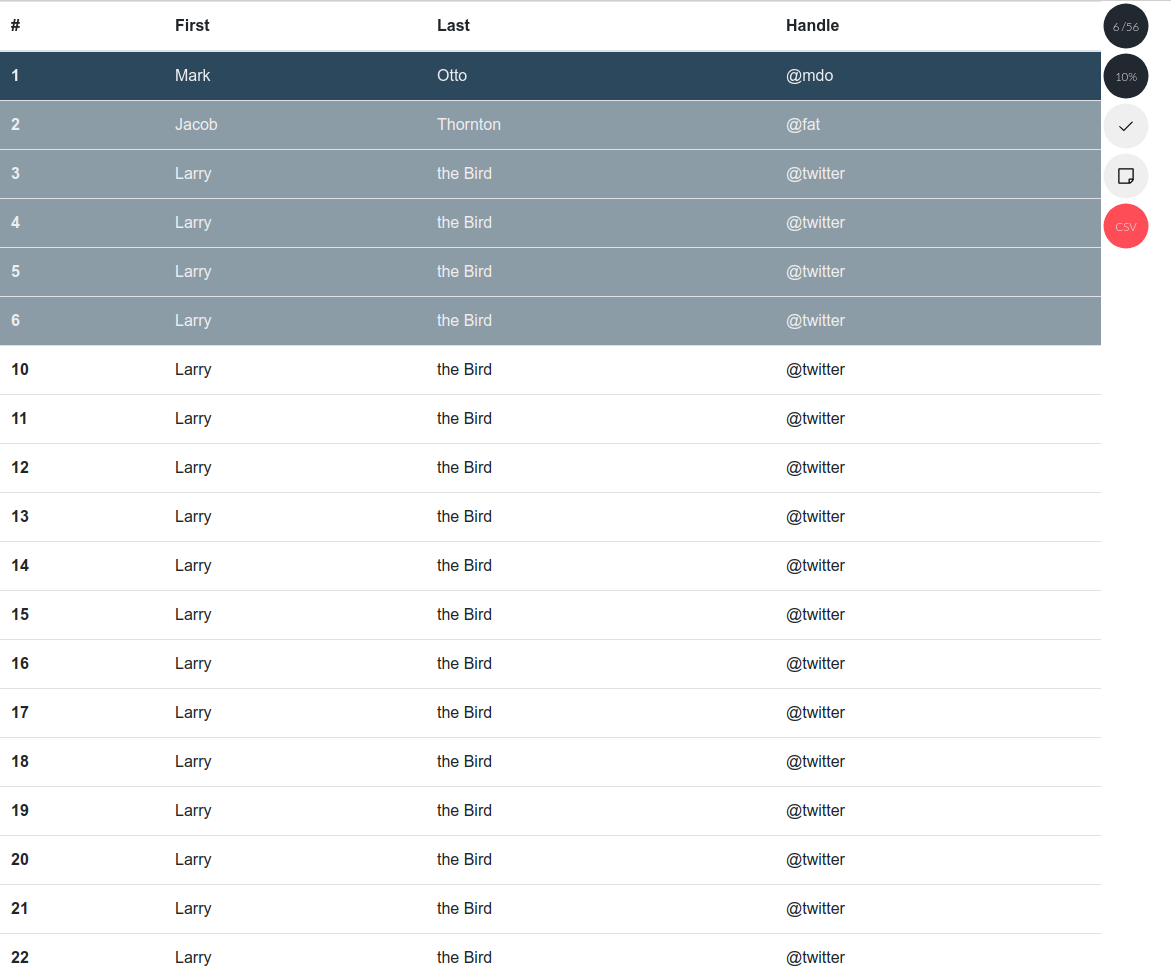 # First Last Handle
1 Mark Otto @mdo
2 Jacob Thornton @fat
3 Larry the Bird @twitter
4 Larry the Bird @twitter
5 Larry the Bird @twitter
6 Larry the Bird @twitter
10 Larry the Bird @twitter
11 Larry the Bird @twitter
12 Larry the Bird @twitter
13 Larry the Bird @twitter
14 Larry the Bird @twitter
15 Larry the Bird @twitter
16 Larry the Bird @twitter
17 Larry the Bird @twitter
18 Larry the Bird @twitter
19 Larry the Bird @twitter
20 Larry the Bird @twitter
21 Larry the Bird @twitter
22 Larry the Bird @twitter
6 /56
10%
CSV